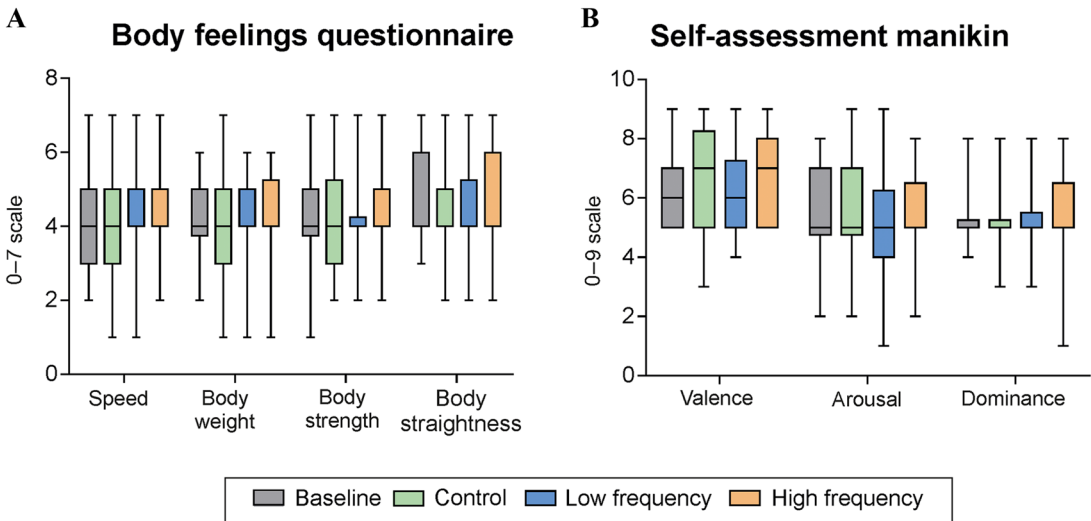 A
Body feelings questionnaire
0–7 scale
8
6
4
2
0
Speed
Body
weight
Body
strength
Body
straightness
B
Self-assessment manikin
0–9 scale
10
8
6
4
2
0
Valence
Arousal
Dominance
Baseline
Control
Low frequency
High frequency